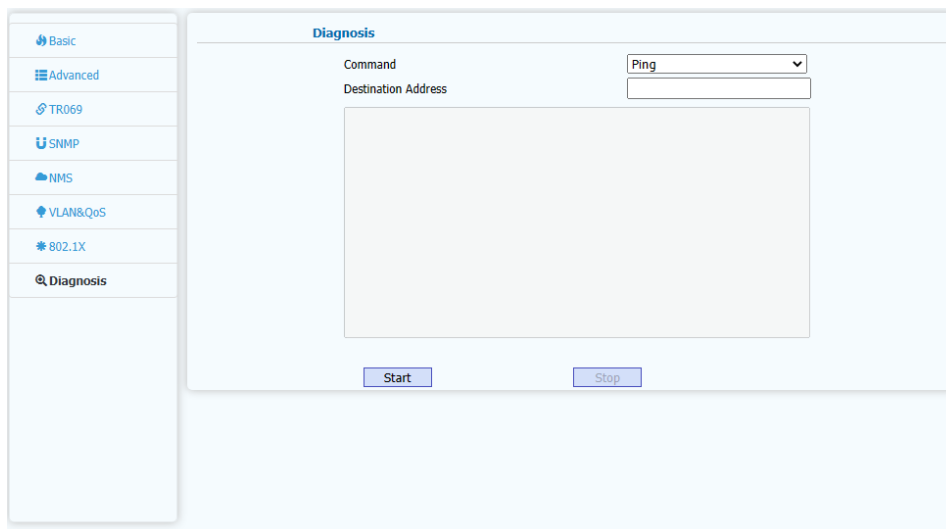 Basic
Advanced
TR069
SNMP
NMS
VLAN&QoS
802.1X
Diagnosis
Diagnosis
Command Ping
Destination Address
Start Stop